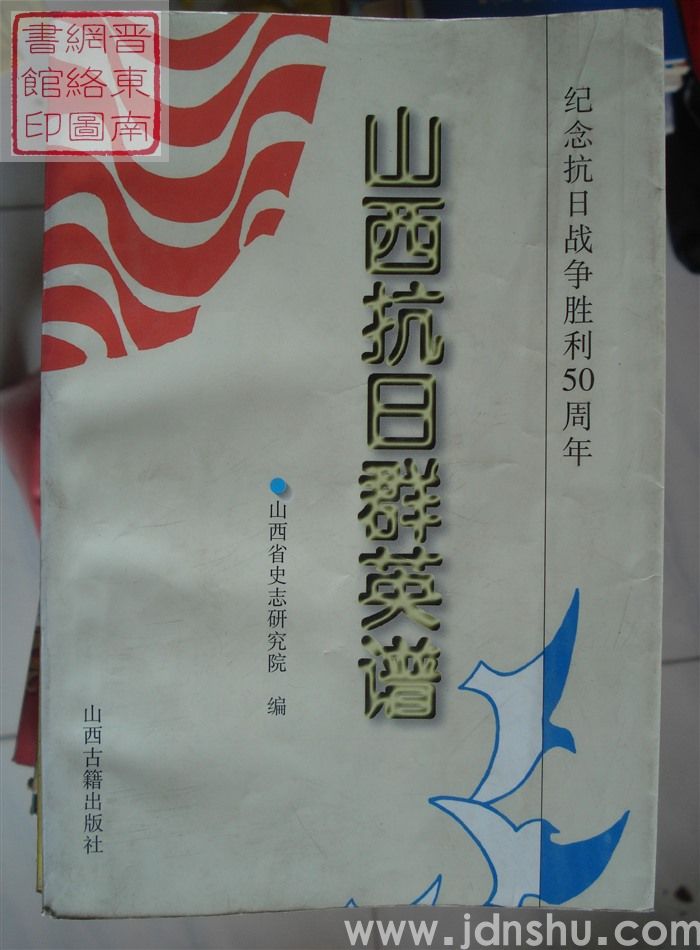 晋東南
網絡圖
書館印
纪念抗日战争胜利50周年
山西抗日群英谱
山西省史志研究院 编
山西古籍出版社
www.jdnshu.com